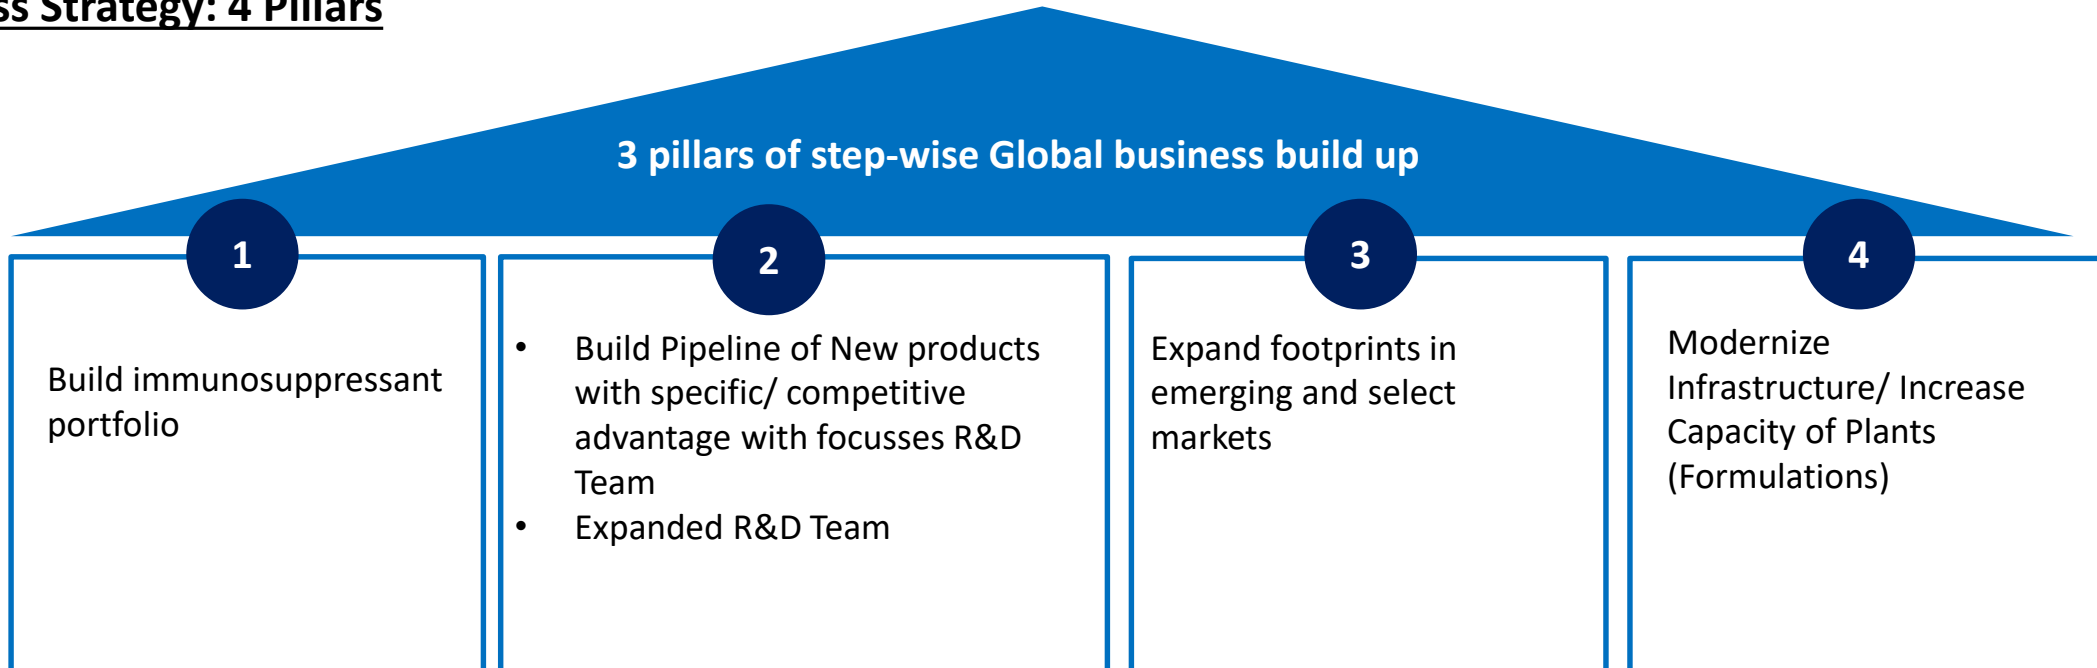 ss Strategy: 4 Pillars
3 pillars of step-wise Global business build up
1
Build immunosuppressant
portfolio
2
• Build Pipeline of New products
with specific/ competitive
advantage with focusses R&D
Team
• Expanded R&D Team
3
Expand footprints in
emerging and select
markets
4
Modernize
Infrastructure/ Increase
Capacity of Plants
(Formulations)